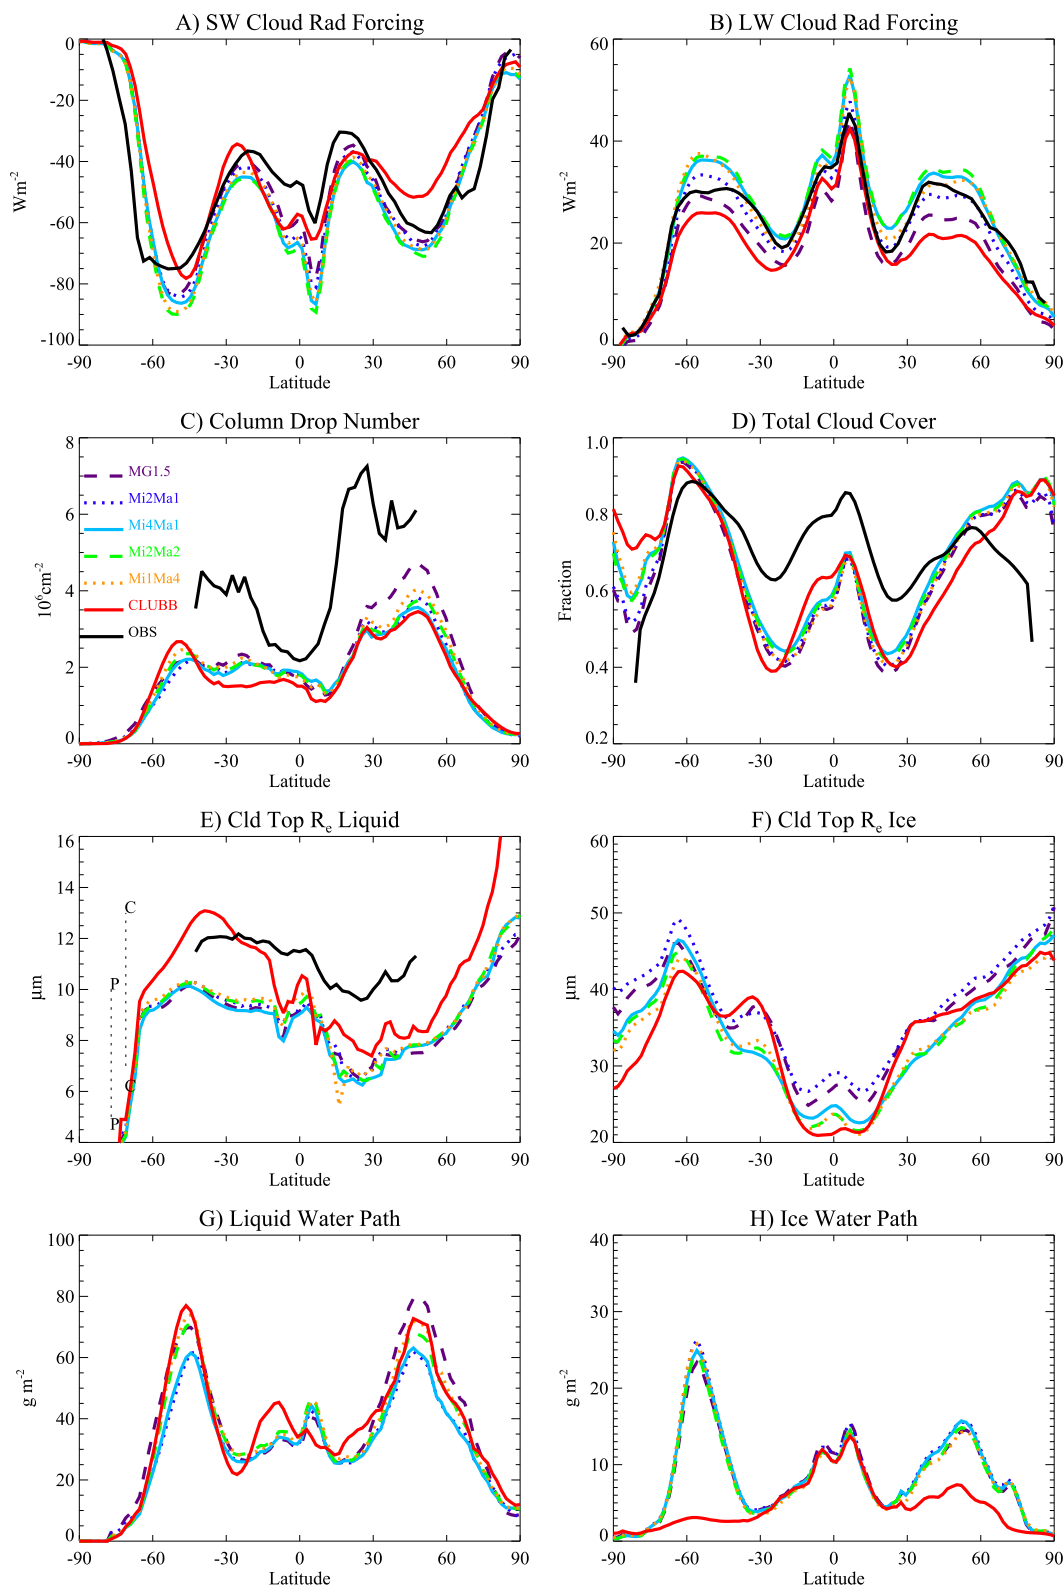 A) SW Cloud Rad Forcing
0
-20
-40
-60
-80
-100
Wm-2
-90 -60 -30 0 30 60 90
Latitude
B) LW Cloud Rad Forcing
60
40
20
0
Wm-2
-90 -60 -30 0 30 60 90
Latitude
C) Column Drop Number
8
6
4
2
0
10⁶cm-2
MG1.5
Mi2Ma1
Mi4Ma1
Mi2Ma2
Mi1Ma4
CLUBB
OBS
-90 -60 -30 0 30 60 90
Latitude
D) Total Cloud Cover
1.0
0.8
0.6
0.4
0.2
Fraction
-90 -60 -30 0 30 60 90
Latitude
E) Cld Top Re Liquid
16
14
12
10
8
6
4
µm
C
P
C
P
-90 -60 -30 0 30 60 90
Latitude
F) Cld Top Re Ice
60
50
40
30
20
µm
-90 -60 -30 0 30 60 90
Latitude
G) Liquid Water Path
100
80
60
40
20
0
g m-2
-90 -60 -30 0 30 60 90
Latitude
H) Ice Water Path
40
30
20
10
0
g m-2
-90 -60 -30 0 30 60 90
Latitude